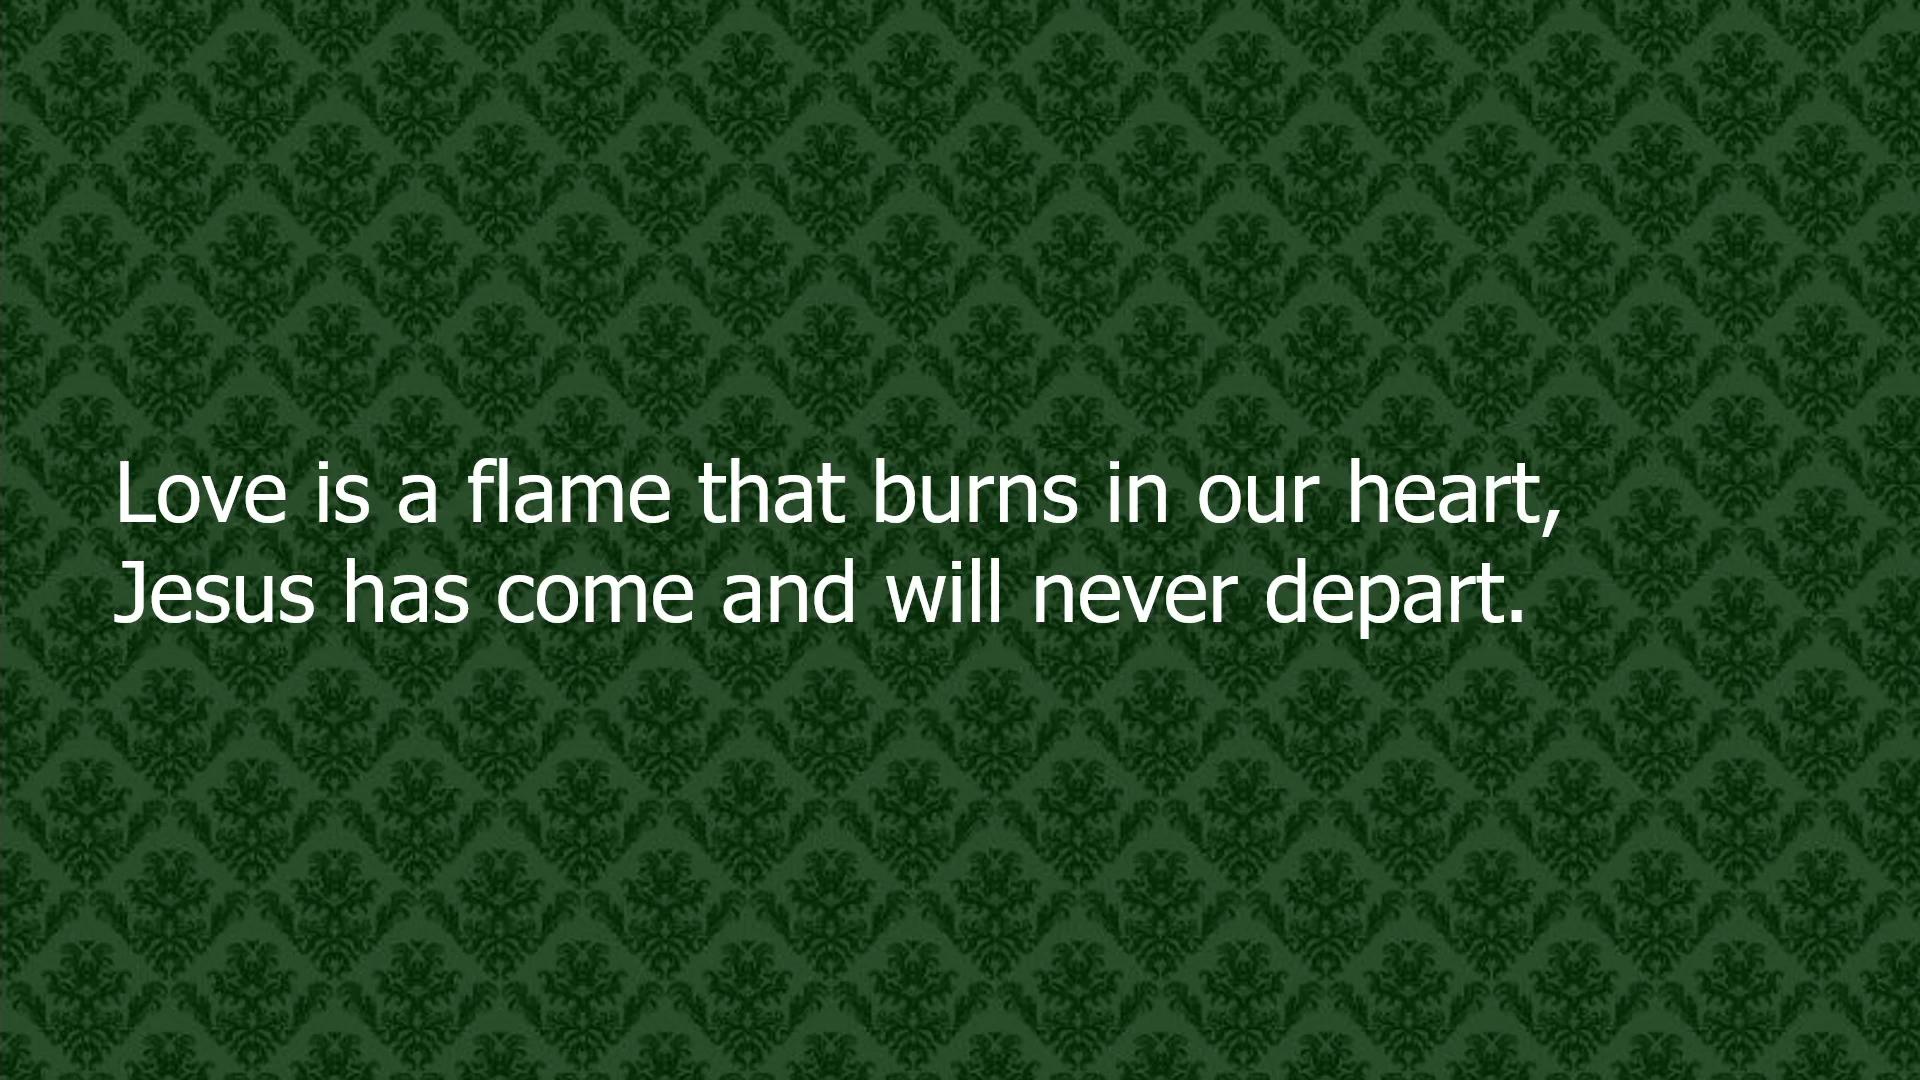 Love is a flame that burns in our heart,
Jesus has come and will never depart.